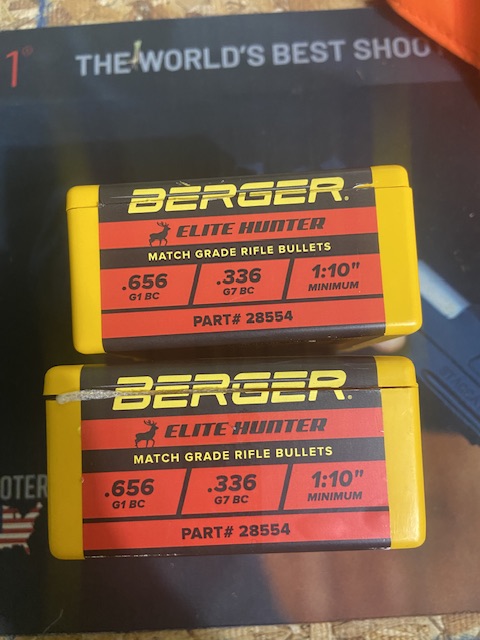 1®
THE WORLD'S BEST
BERGER®
ELITE HUNTER
MATCH GRADE RIFLE BULLETS
.656 .336 1:10"
G1 BC G7 BC MINIMUM
PART# 28554
BERGER®
ELITE HUNTER
MATCH GRADE RIFLE BULLETS
.656 .336 1:10"
G1 BC G7 BC MINIMUM
PART# 28554